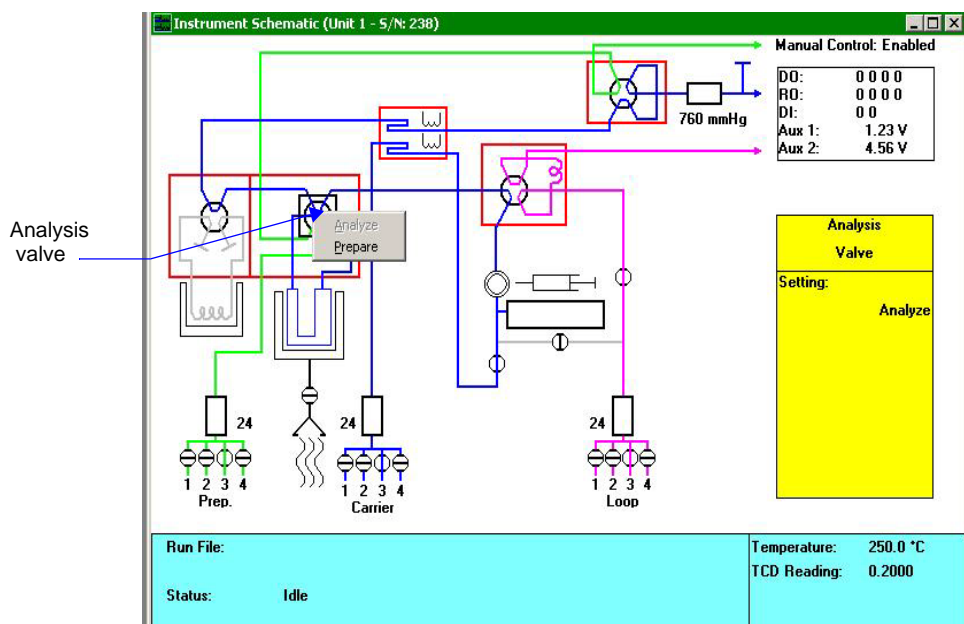 Instrument Schematic (Unit 1 - S/N: 238)
Manual Control: Enabled
DO: 0 0 0 0
RO: 0 0 0 0
DI: 0 0
Aux 1: 1.23 V
Aux 2: 4.56 V
760 mmHg
Analysis
valve
Analyze
Prepare
Analysis
Valve
Setting:
Analyze
24
24
24
1 2 3 4
Prep.
1 2 3 4
Carrier
1 2 3 4
Loop
Run File:
Status: Idle
Temperature: 250.0 °C
TCD Reading: 0.2000